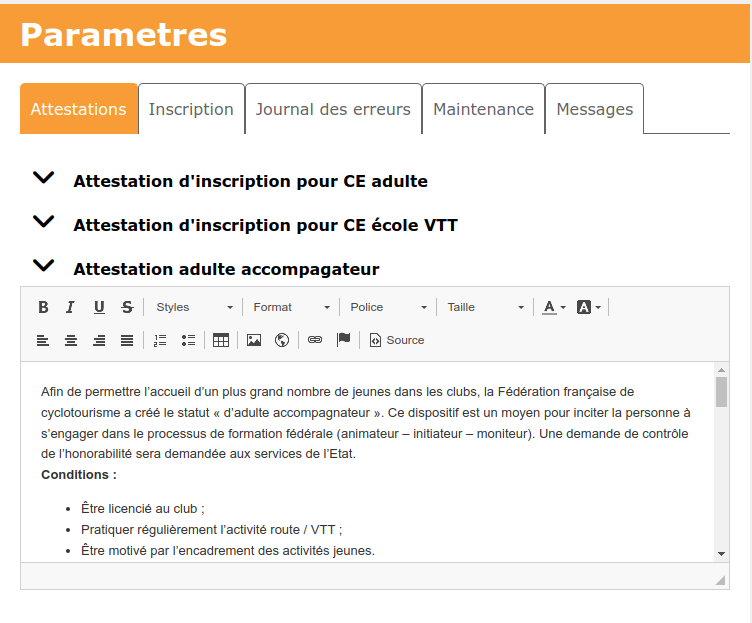 Parametres
Attestations Inscription Journal des erreurs Maintenance Messages
Attestation d'inscription pour CE adulte
Attestation d'inscription pour CE école VTT
Attestation adulte accompagateur
B I U S Styles Format Police Taille A A
Source
Afin de permettre l’accueil d’un plus grand nombre de jeunes dans les clubs, la Fédération française de
cyclotourisme a créé le statut « d’adulte accompagnateur ». Ce dispositif est un moyen pour inciter la personne à
s’engager dans le processus de formation fédérale (animateur – initiateur – moniteur). Une demande de contrôle
de l’honorabilité sera demandée aux services de l’Etat.
Conditions :
• Être licencié au club ;
• Pratiquer régulièrement l’activité route / VTT ;
• Être motivé par l’encadrement des activités jeunes.